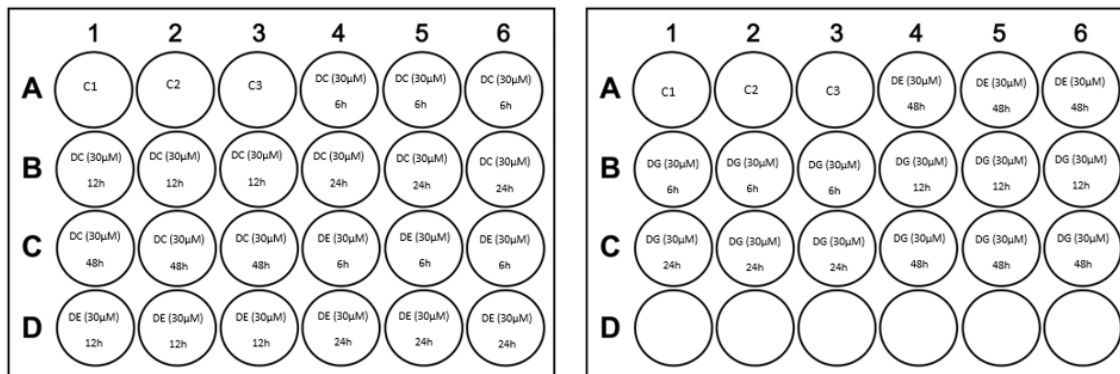 1 2 3 4 5 6
A C1 C2 C3 DC (30µM) DC (30µM) DC (30µM)
6h 6h 6h
B DC (30µM) DC (30µM) DC (30µM) DC (30µM) DC (30µM) DC (30µM)
12h 12h 12h 24h 24h 24h
C DC (30µM) DC (30µM) DC (30µM) DE (30µM) DE (30µM) DE (30µM)
48h 48h 48h 6h 6h 6h
D DE (30µM) DE (30µM) DE (30µM) DE (30µM) DE (30µM) DE (30µM)
12h 12h 12h 24h 24h 24h
1 2 3 4 5 6
A C1 C2 C3 DE (30µM) DE (30µM) DE (30µM)
48h 48h 48h
B DG (30µM) DG (30µM) DG (30µM) DG (30µM) DG (30µM) DG (30µM)
6h 6h 6h 12h 12h 12h
C DG (30µM) DG (30µM) DG (30µM) DG (30µM) DG (30µM) DG (30µM)
24h 24h 24h 48h 48h 48h
D